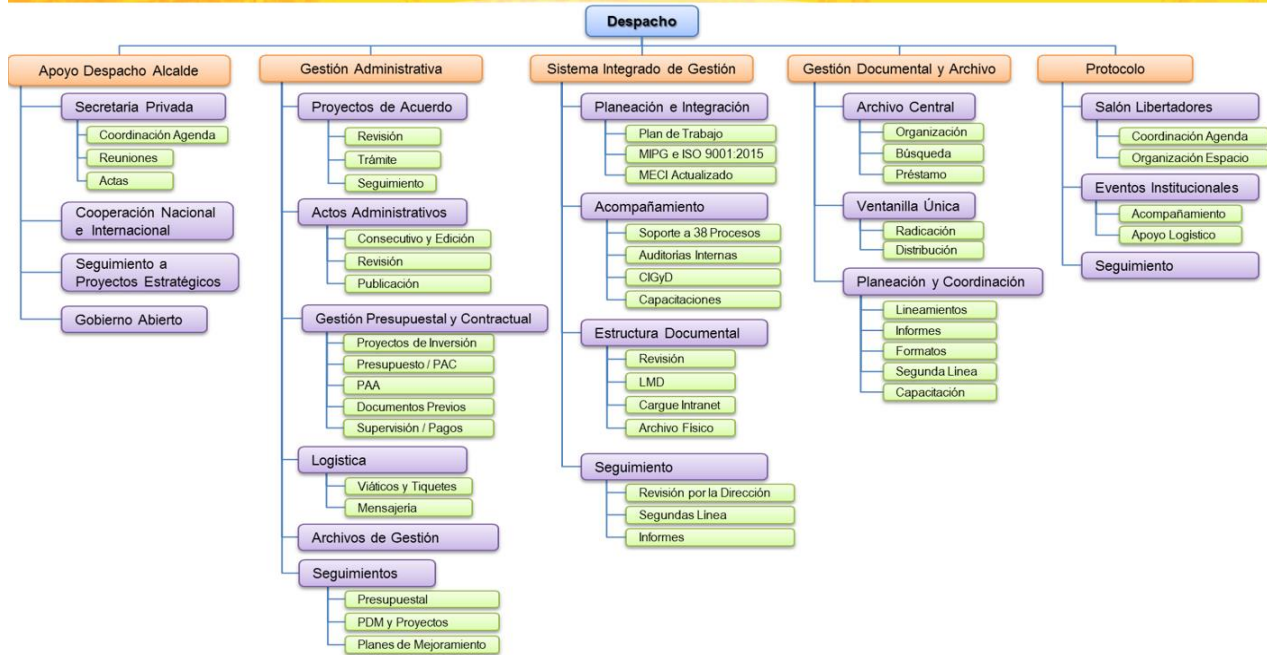 Despacho
Apoyo Despacho Alcalde
Secretaría Privada
Coordinación Agenda
Reuniones
Actas
Cooperación Nacional
e Internacional
Seguimiento a
Proyectos Estratégicos
Gobierno Abierto
Gestión Administrativa
Proyectos de Acuerdo
Revisión
Trámite
Seguimiento
Actos Administrativos
Consecutivo y Edición
Revisión
Publicación
Gestión Presupuestal y Contractual
Proyectos de Inversión
Presupuesto / PAC
PAA
Documentos Previos
Supervisión / Pagos
Logística
Viáticos y Tiquetes
Mensajería
Archivos de Gestión
Seguimientos
Presupuestal
PDM y Proyectos
Planes de Mejoramiento
Sistema Integrado de Gestión
Planeación e Integración
Plan de Trabajo
MIPG e ISO 9001:2015
MECI Actualizado
Acompañamiento
Soporte a 38 Procesos
Auditorías Internas
CIGyD
Capacitaciones
Estructura Documental
Revisión
LMD
Cargue Intranet
Archivo Físico
Seguimiento
Revisión por la Dirección
Segundas Línea
Informes
Gestión Documental y Archivo
Archivo Central
Organización
Búsqueda
Préstamo
Ventanilla Única
Radicación
Distribución
Planeación y Coordinación
Lineamientos
Informes
Formatos
Segunda Línea
Capacitación
Protocolo
Salón Libertadores
Coordinación Agenda
Organización Espacio
Eventos Institucionales
Acompañamiento
Apoyo Logístico
Seguimiento